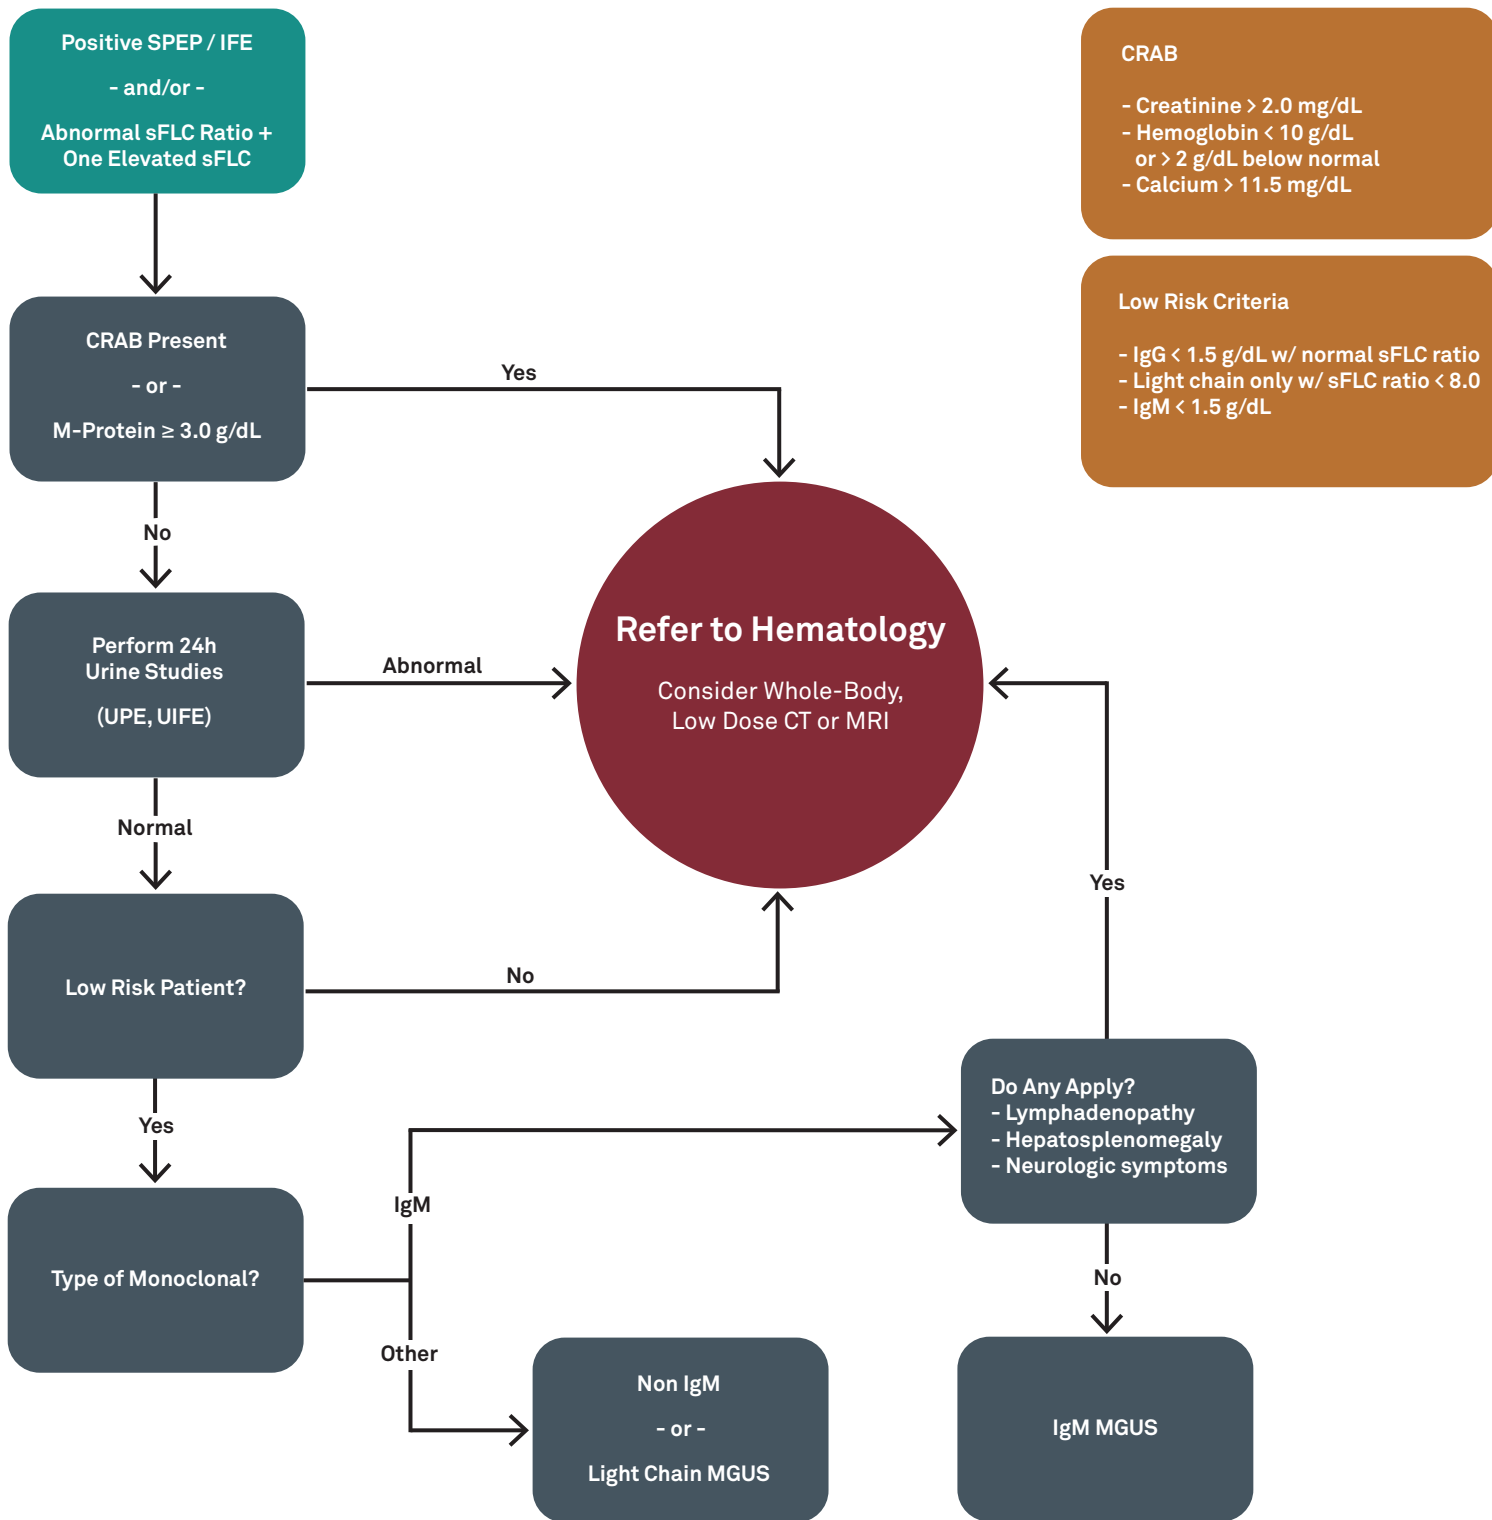 Positive SPEP / IFE
- and/or -
Abnormal sFLC Ratio +
One Elevated sFLC
CRAB
- Creatinine > 2.0 mg/dL
- Hemoglobin < 10 g/dL
or > 2 g/dL below normal
- Calcium > 11.5 mg/dL
Low Risk Criteria
- IgG < 1.5 g/dL w/ normal sFLC ratio
- Light chain only w/ sFLC ratio < 8.0
- IgM < 1.5 g/dL
CRAB Present
- or -
M-Protein ≥ 3.0 g/dL
Yes
No
Perform 24h
Urine Studies
(UPE, UIFE)
Abnormal
Refer to Hematology
Consider Whole-Body,
Low Dose CT or MRI
Normal
Low Risk Patient?
No
Yes
Yes
Do Any Apply?
- Lymphadenopathy
- Hepatosplenomegaly
- Neurologic symptoms
Type of Monoclonal?
IgM
Other
No
Non IgM
- or -
Light Chain MGUS
IgM MGUS